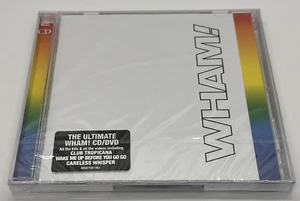 CD
WHAM!
THE ULTIMATE
WHAM! CD/DVD
All the hits & all the videos including
CLUB TROPICANA
WAKE ME UP BEFORE YOU GO GO
CARELESS WHISPER